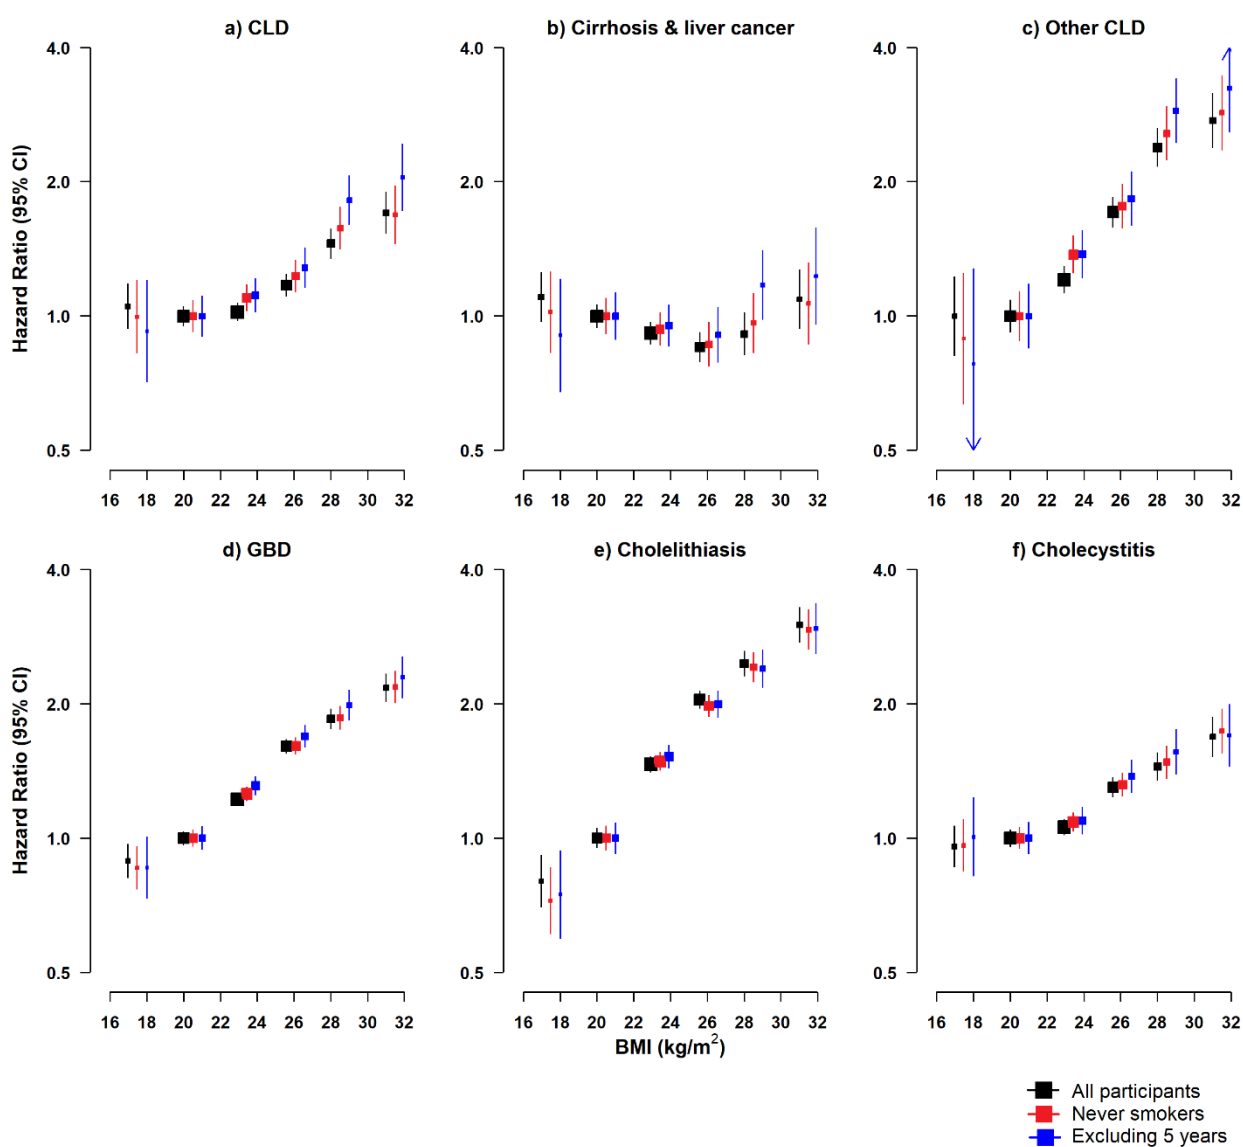 a) CLD
b) Cirrhosis & liver cancer
c) Other CLD
4.0 4.0 4.0
2.0 2.0 2.0
Hazard Ratio (95% CI)
1.0 1.0 1.0
0.5 0.5 0.5
16 18 20 22 24 26 28 30 32
16 18 20 22 24 26 28 30 32
16 18 20 22 24 26 28 30 32
d) GBD
e) Cholelithiasis
f) Cholecystitis
4.0 4.0 4.0
2.0 2.0 2.0
Hazard Ratio (95% CI)
1.0 1.0 1.0
0.5 0.5 0.5
16 18 20 22 24 26 28 30 32
16 18 20 22 24 26 28 30 32
16 18 20 22 24 26 28 30 32
BMI (kg/m²)
All participants
Never smokers
Excluding 5 years